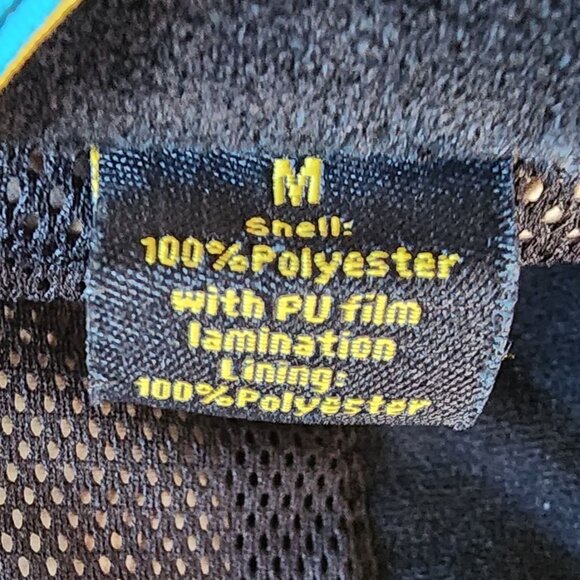 M
Shell:
100%Polyester
with PU film
lamination
Lining:
100%Polyester